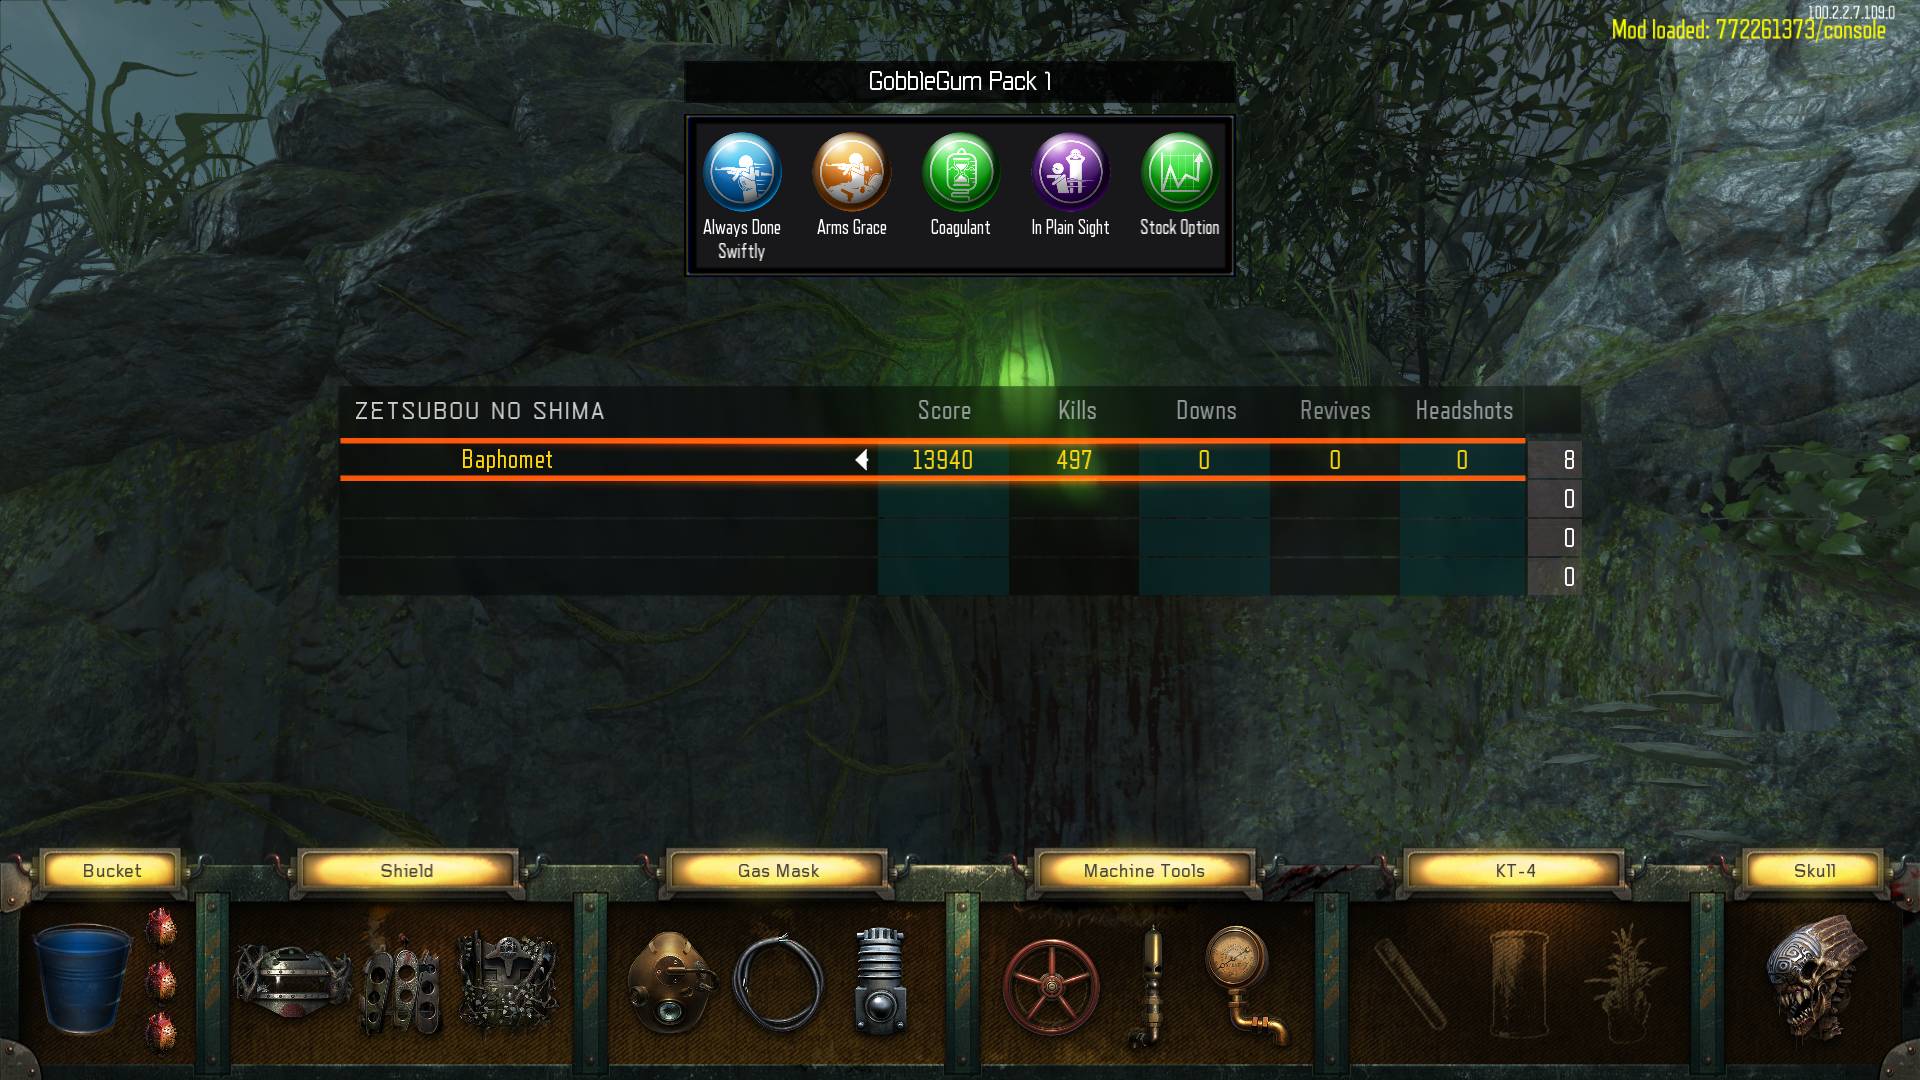 100.2.2.7.109.0
Mod loaded: 772261373/console
GobbleGum Pack 1
Always Done Swiftly
Arms Grace
Coagulant
In Plain Sight
Stock Option
ZETSUBOU NO SHIMA Score Kills Downs Revives Headshots
Baphomet 13940 497 0 0 0 8
0
0
0
Bucket Shield Gas Mask Machine Tools KT-4 Skull